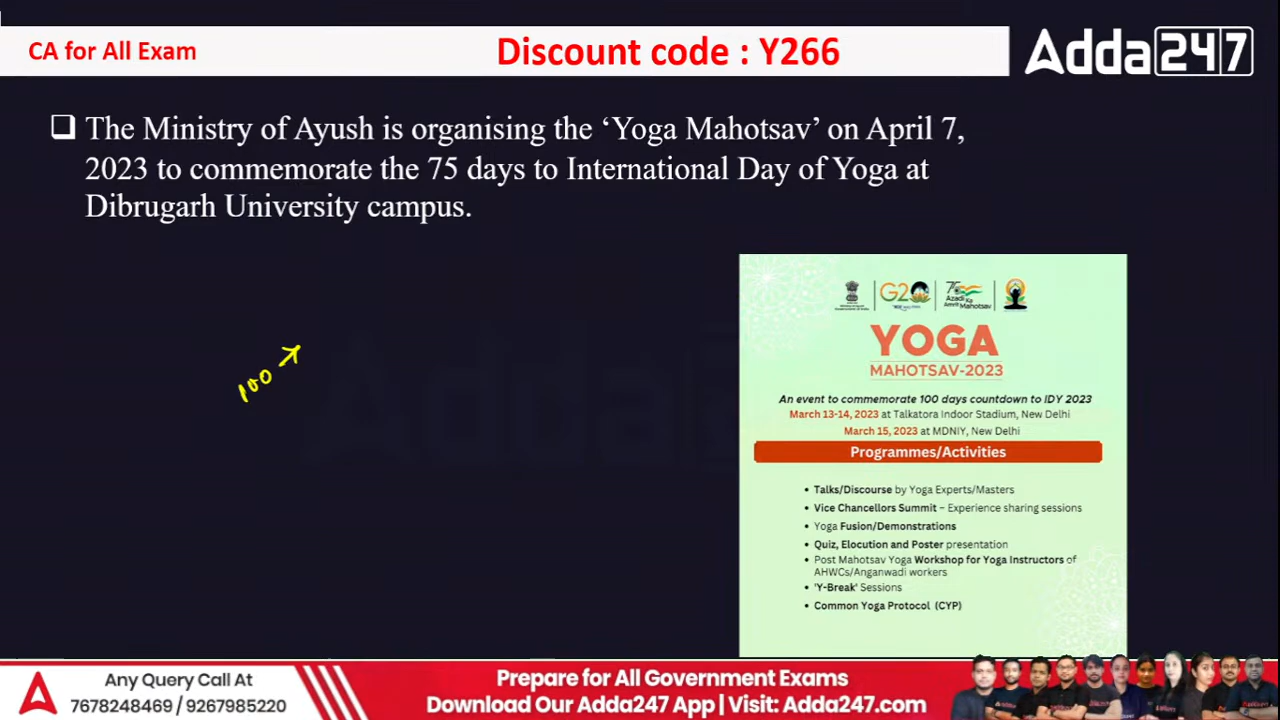 CA for All Exam
Discount code : Y266
Adda247
❑ The Ministry of Ayush is organising the ‘Yoga Mahotsav’ on April 7,
2023 to commemorate the 75 days to International Day of Yoga at
Dibrugarh University campus.
100
G20
75
Azadi Ka
Amrit Mahotsav
YOGA
MAHOTSAV-2023
An event to commemorate 100 days countdown to IDY 2023
March 13-14, 2023 at Talkatora Indoor Stadium, New Delhi
March 15, 2023 at MDNIY, New Delhi
Programmes/Activities
• Talks/Discourse by Yoga Experts/Masters
• Vice Chancellors Summit – Experience sharing sessions
• Yoga Fusion/Demonstrations
• Quiz, Elocution and Poster presentation
• Post Mahotsav Yoga Workshop for Yoga Instructors of
AHWCs/Anganwadi workers
• 'Y-Break' Sessions
• Common Yoga Protocol (CYP)
Any Query Call At
7678248469 / 9267985220
Prepare for All Government Exams
Download Our Adda247 App | Visit: Adda247.com